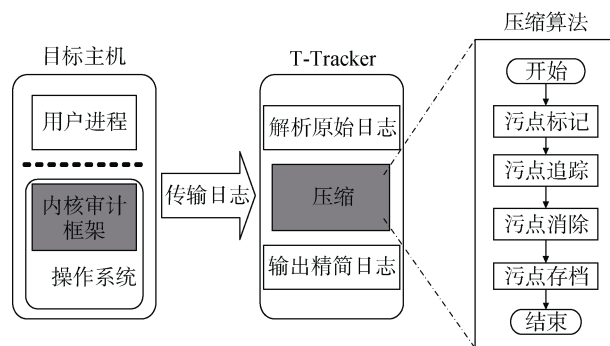 目标主机
用户进程
内核审计
框架
操作系统
传输日志
T-Tracker
解析原始日志
压缩
输出精简日志
压缩算法
开始
污点标记
污点追踪
污点消除
污点存档
结束